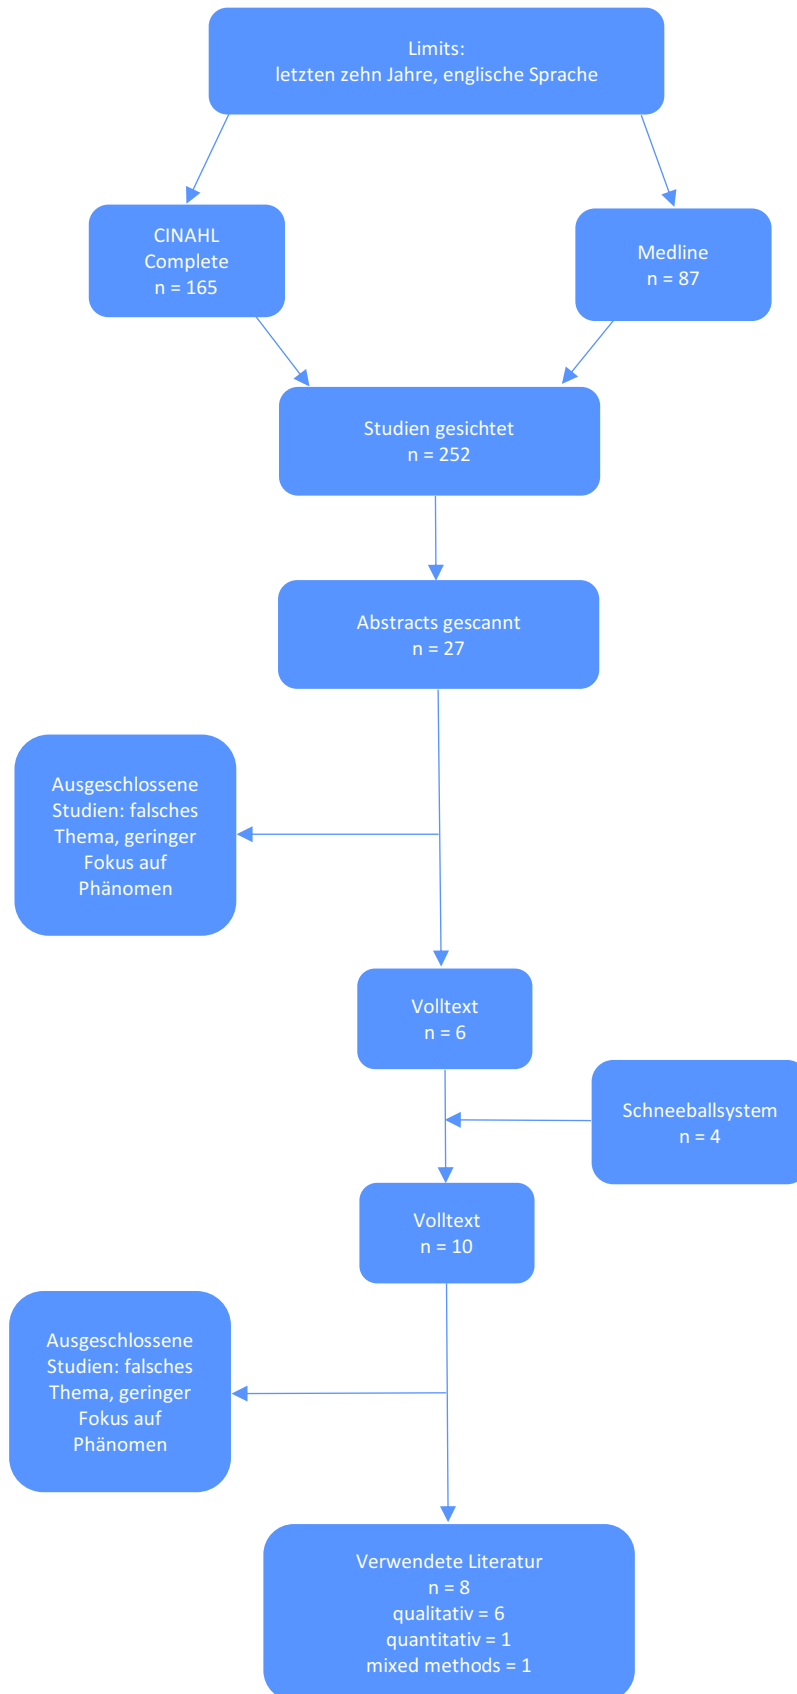 Limits:
letzten zehn Jahre, englische Sprache
CINAHL
Complete
n = 165
Medline
n = 87
Studien gesichtet
n = 252
Abstracts gescannt
n = 27
Ausgeschlossene
Studien: falsches
Thema, geringer
Fokus auf
Phänomen
Volltext
n = 6
Schneeballsystem
n = 4
Volltext
n = 10
Ausgeschlossene
Studien: falsches
Thema, geringer
Fokus auf
Phänomen
Verwendete Literatur
n = 8
qualitativ = 6
quantitativ = 1
mixed methods = 1